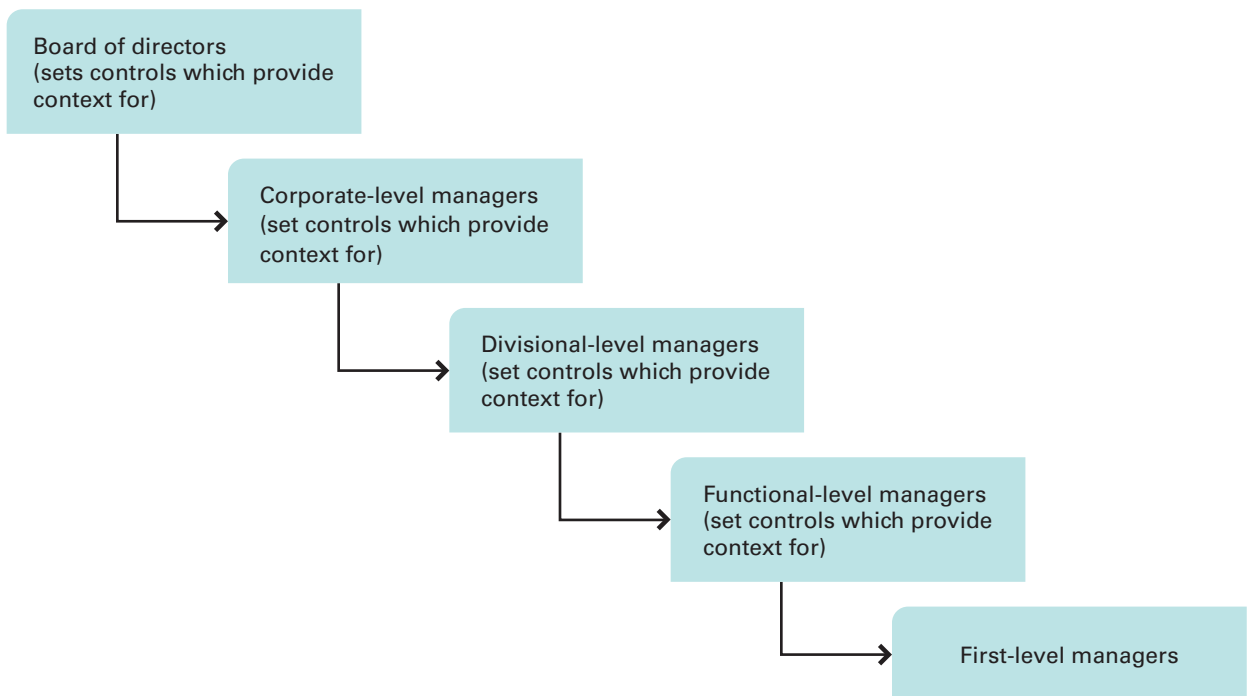 Board of directors
(sets controls which provide
context for)
Corporate-level managers
(set controls which provide
context for)
Divisional-level managers
(set controls which provide
context for)
Functional-level managers
(set controls which provide
context for)
First-level managers